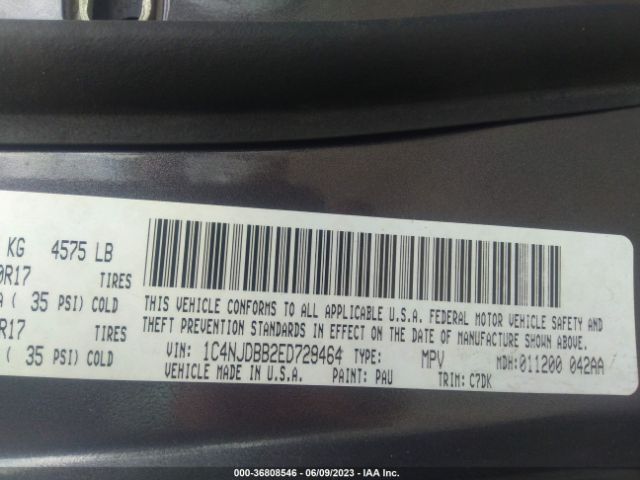 KG 4575 LB
0R17 TIRES
A ( 35 PSI) COLD
R17 TIRES
( 35 PSI) COLD
THIS VEHICLE CONFORMS TO ALL APPLICABLE U.S.A. FEDERAL MOTOR VEHICLE SAFETY AND
THEFT PREVENTION STANDARDS IN EFFECT ON THE DATE OF MANUFACTURE SHOWN ABOVE.
VIN: 1C4NJDBB2ED729464 TYPE: MPV MDH:011200 042AA
VEHICLE MADE IN U.S.A. PAINT: PAU TRIM: C7DK
000-36808546 - 06/09/2023 - IAA Inc.